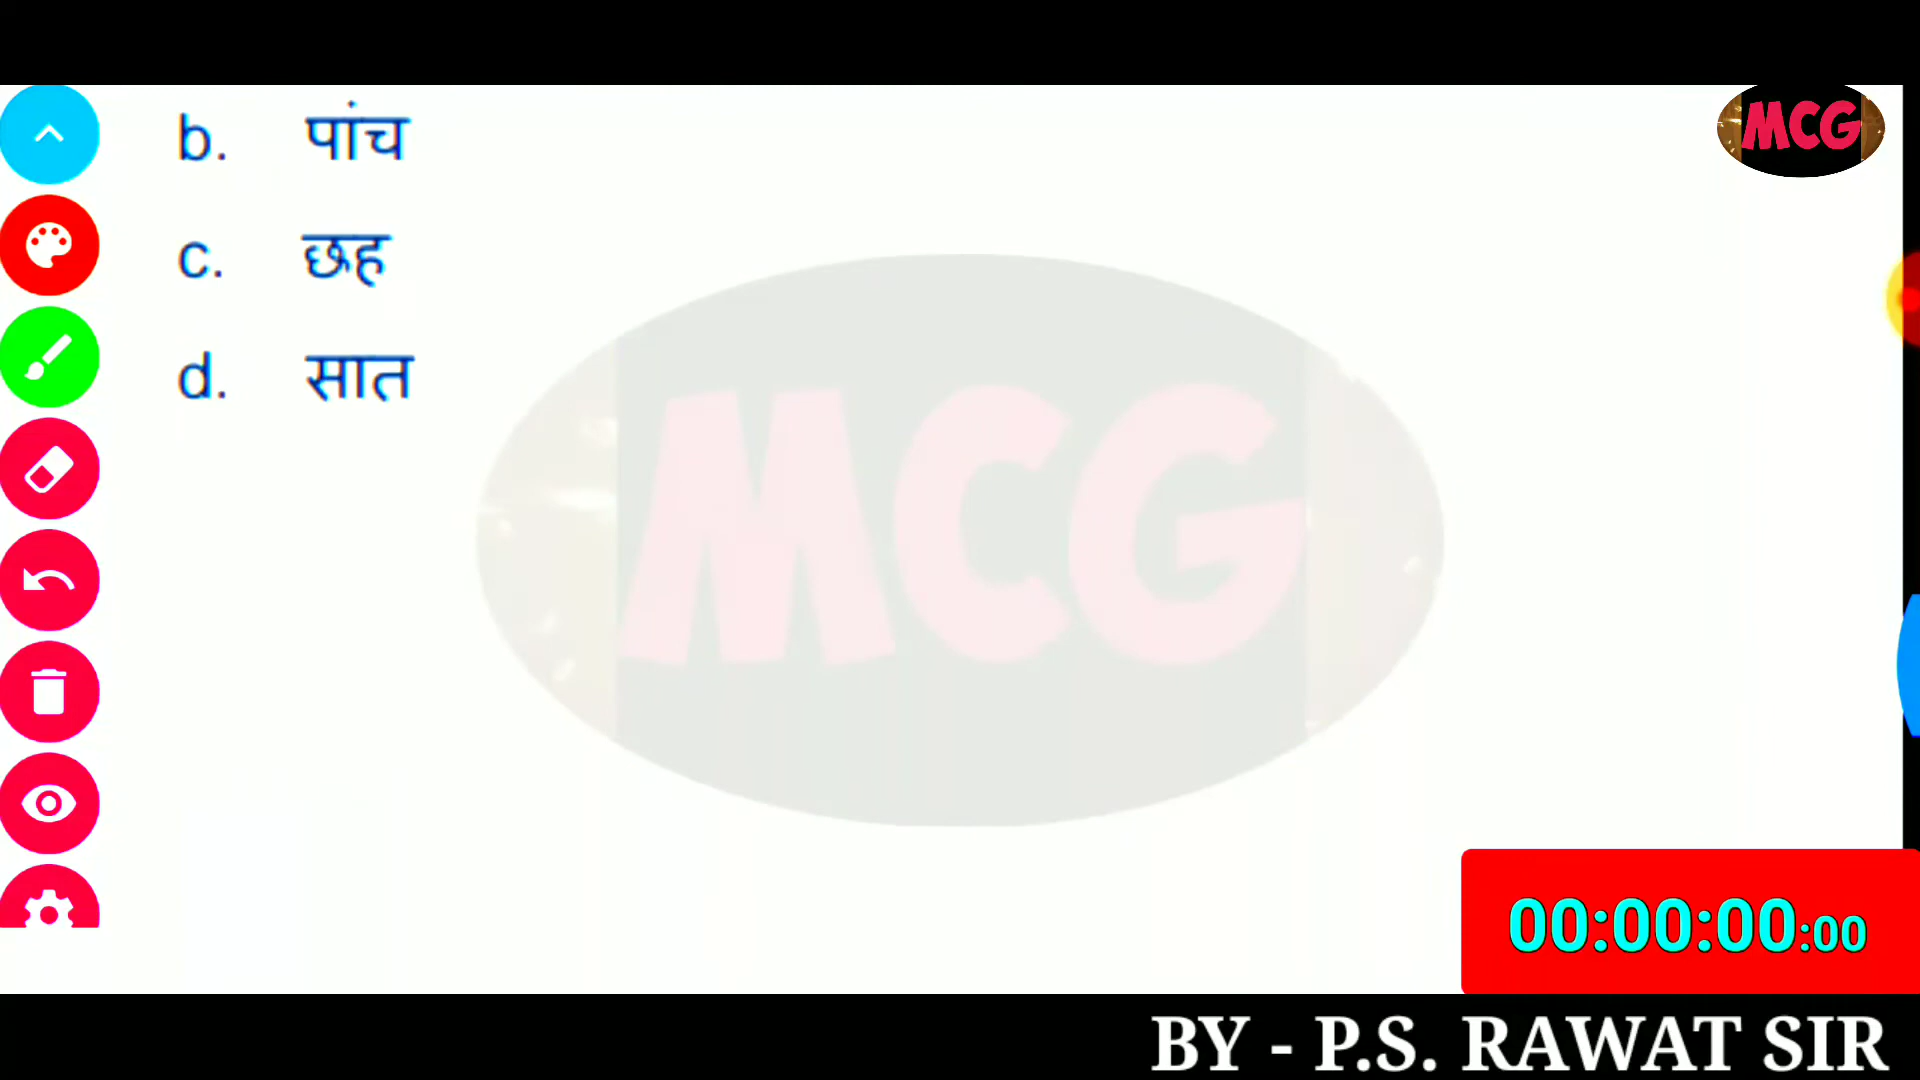 b. पांच
MCG
c. छह
d. सात
MCG
00:00:00:00
BY - P.S. RAWAT SIR